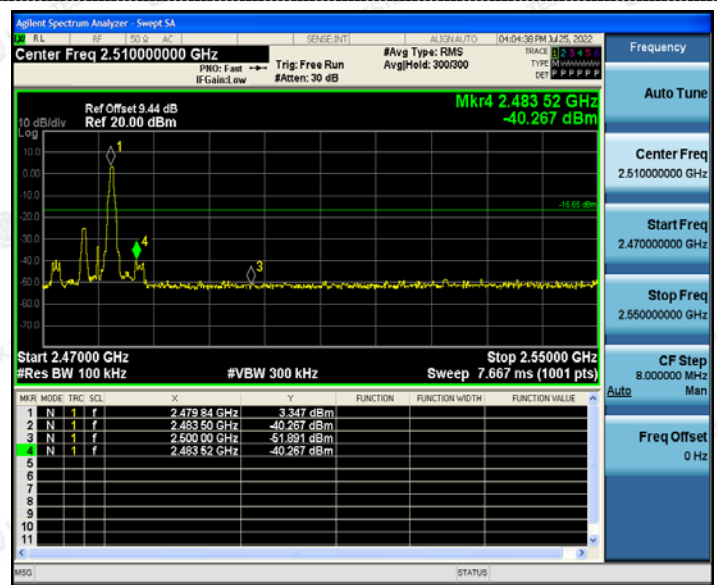 Agilent Spectrum Analyzer - Swept SA
RL RF 50 Ω AC SENSE:INT ALIGN AUTO 04:04:38 PM Jul 25, 2022
Center Freq 2.510000000 GHz
PNO: Fast
IFGain:Low
Trig: Free Run
#Atten: 30 dB
#Avg Type: RMS
Avg|Hold: 300/300
TRACE 1 2 3 4 5 6
TYPE M
DET P P P P P P
Ref Offset 9.44 dB
Ref 20.00 dBm
10 dB/div
Log
Mkr4 2.483 52 GHz
-40.267 dBm
10.0
0.00
-10.0
-20.0
-30.0
-40.0
-50.0
-60.0
-70.0
1
4
3
-16.65 dBm
Start 2.47000 GHz Stop 2.55000 GHz
#Res BW 100 kHz #VBW 300 kHz Sweep 7.667 ms (1001 pts)
MKR MODE TRC SCL X Y FUNCTION FUNCTION WIDTH FUNCTION VALUE
1 N 1 f 2.479 84 GHz 3.347 dBm
2 N 1 f 2.483 50 GHz -40.267 dBm
3 N 1 f 2.500 00 GHz -51.891 dBm
4 N 1 f 2.483 52 GHz -40.267 dBm
5
6
7
8
9
10
11
MSG STATUS
Frequency
Auto Tune
Center Freq
2.510000000 GHz
Start Freq
2.470000000 GHz
Stop Freq
2.550000000 GHz
CF Step
8.000000 MHz
Auto Man
Freq Offset
0 Hz